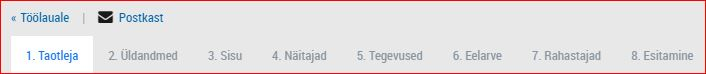 « Töölauale | Postkast
1. Taotleja 2. Üldandmed 3. Sisu 4. Näitajad 5. Tegevused 6. Eelarve 7. Rahastajad 8. Esitamine